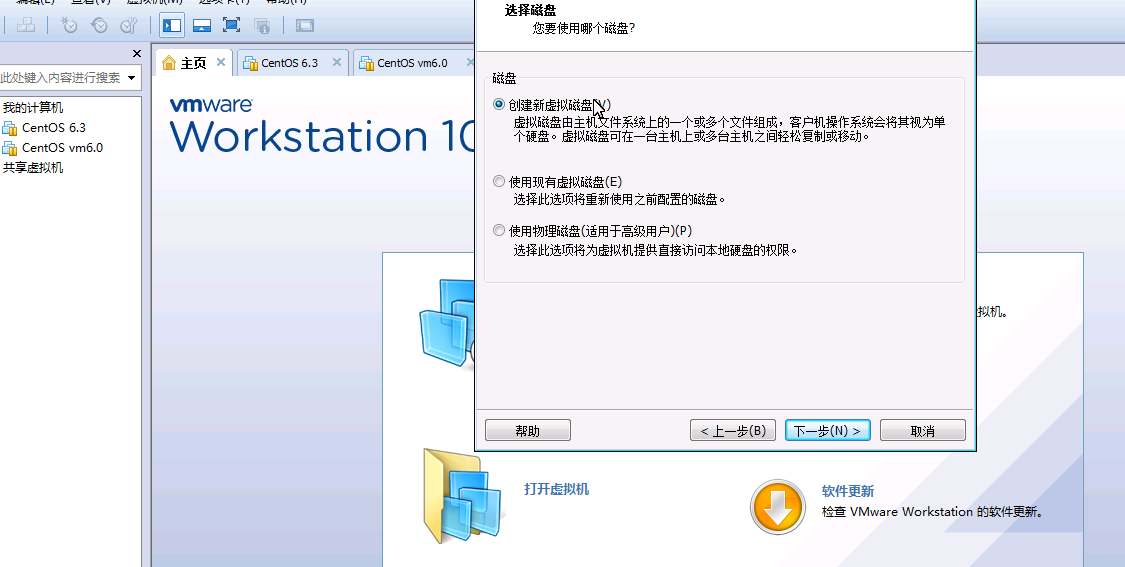 编辑(E) 查看(V) 虚拟机(M) 选项卡(T) 帮助(H)
此处键入内容进行搜索
我的计算机
CentOS 6.3
CentOS vm6.0
共享虚拟机
主页
CentOS 6.3
CentOS vm6.0
vmware
Workstation 10
选择磁盘
您要使用哪个磁盘?
磁盘
创建新虚拟磁盘(V)
虚拟磁盘由主机文件系统上的一个或多个文件组成，客户机操作系统会将其视为单
个硬盘。虚拟磁盘可在一台主机上或多台主机之间轻松复制或移动。
使用现有虚拟磁盘(E)
选择此选项将重新使用之前配置的磁盘。
使用物理磁盘(适用于高级用户)(P)
选择此选项将为虚拟机提供直接访问本地硬盘的权限。
拟机。
帮助
< 上一步(B)
下一步(N) >
取消
打开虚拟机
软件更新
检查 VMware Workstation 的软件更新。